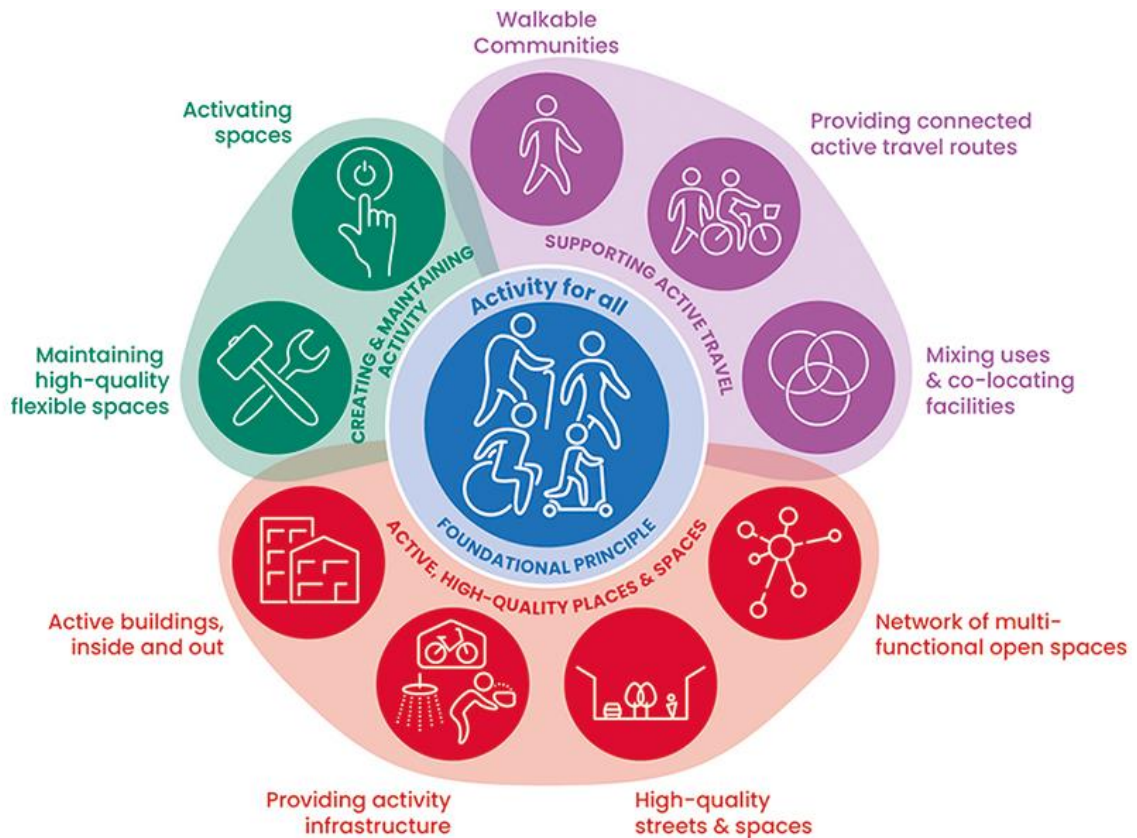 Walkable
Communities
Activating
spaces
Providing connected
active travel routes
SUPPORTING ACTIVE TRAVEL
CREATING & MAINTAINING
ACTIVITY
Activity for all
Maintaining
high-quality
flexible spaces
Mixing uses
& co-locating
facilities
FOUNDATIONAL PRINCIPLE
ACTIVE, HIGH-QUALITY PLACES & SPACES
Active buildings,
inside and out
Network of multi-
functional open spaces
Providing activity
infrastructure
High-quality
streets & spaces